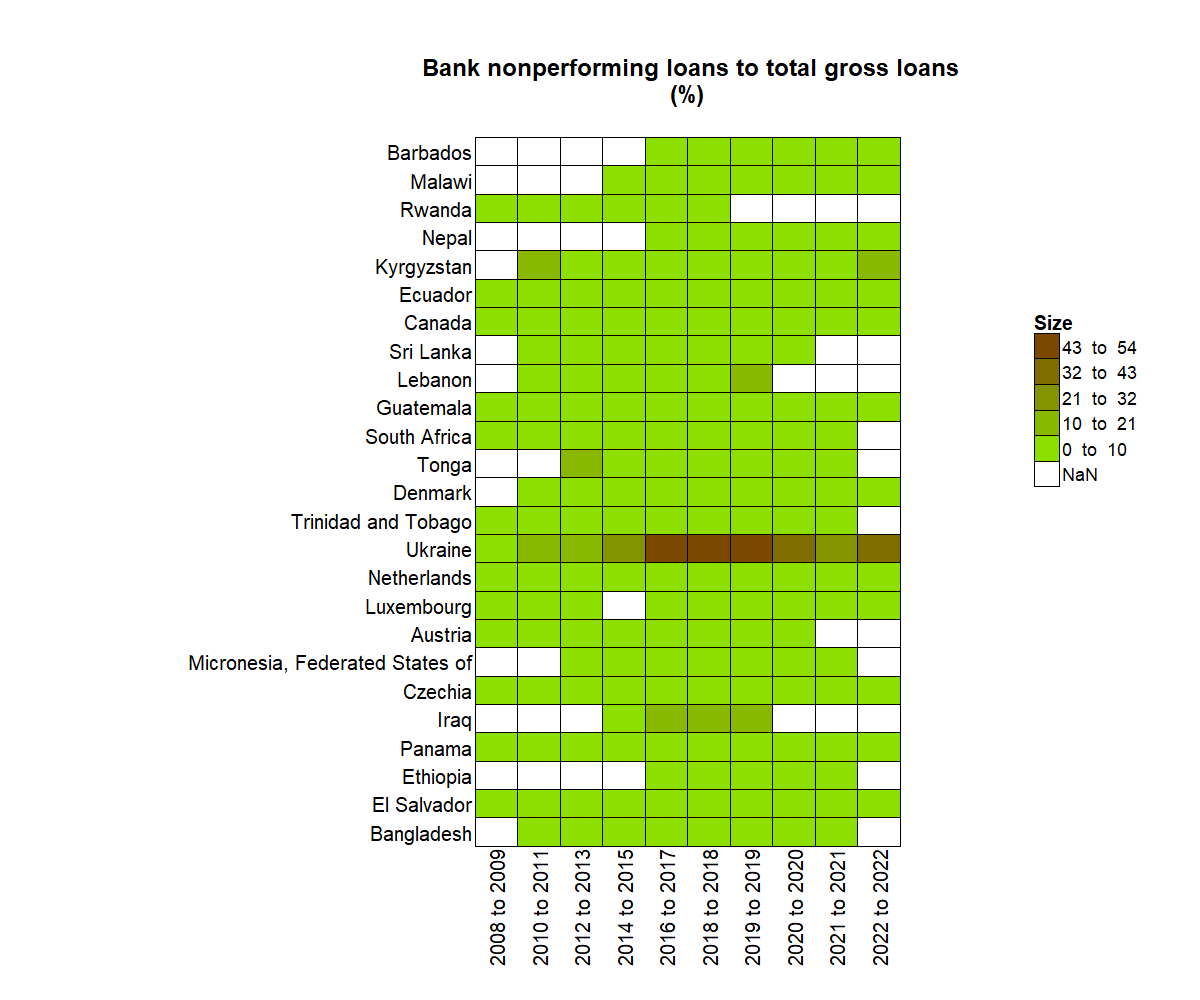 Bank nonperforming loans to total gross loans
(%)
Barbados
Malawi
Rwanda
Nepal
Kyrgyzstan
Ecuador
Canada
Sri Lanka
Lebanon
Guatemala
South Africa
Tonga
Denmark
Trinidad and Tobago
Ukraine
Netherlands
Luxembourg
Austria
Micronesia, Federated States of
Czechia
Iraq
Panama
Ethiopia
El Salvador
Bangladesh
2008 to 2009
2010 to 2011
2012 to 2013
2014 to 2015
2016 to 2017
2018 to 2018
2019 to 2019
2020 to 2020
2021 to 2021
2022 to 2022
Size
43 to 54
32 to 43
21 to 32
10 to 21
0 to 10
NaN